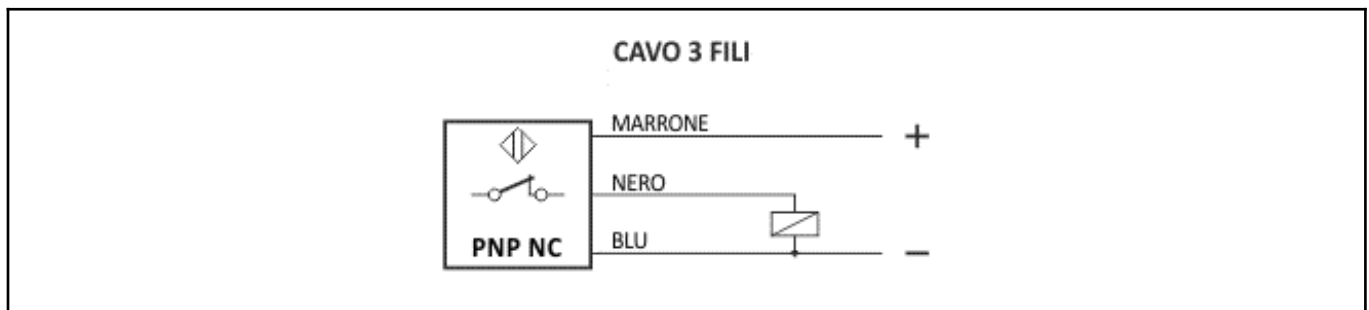 CAVO 3 FILI
MARRONE
+
NERO
BLU
PNP NC
−